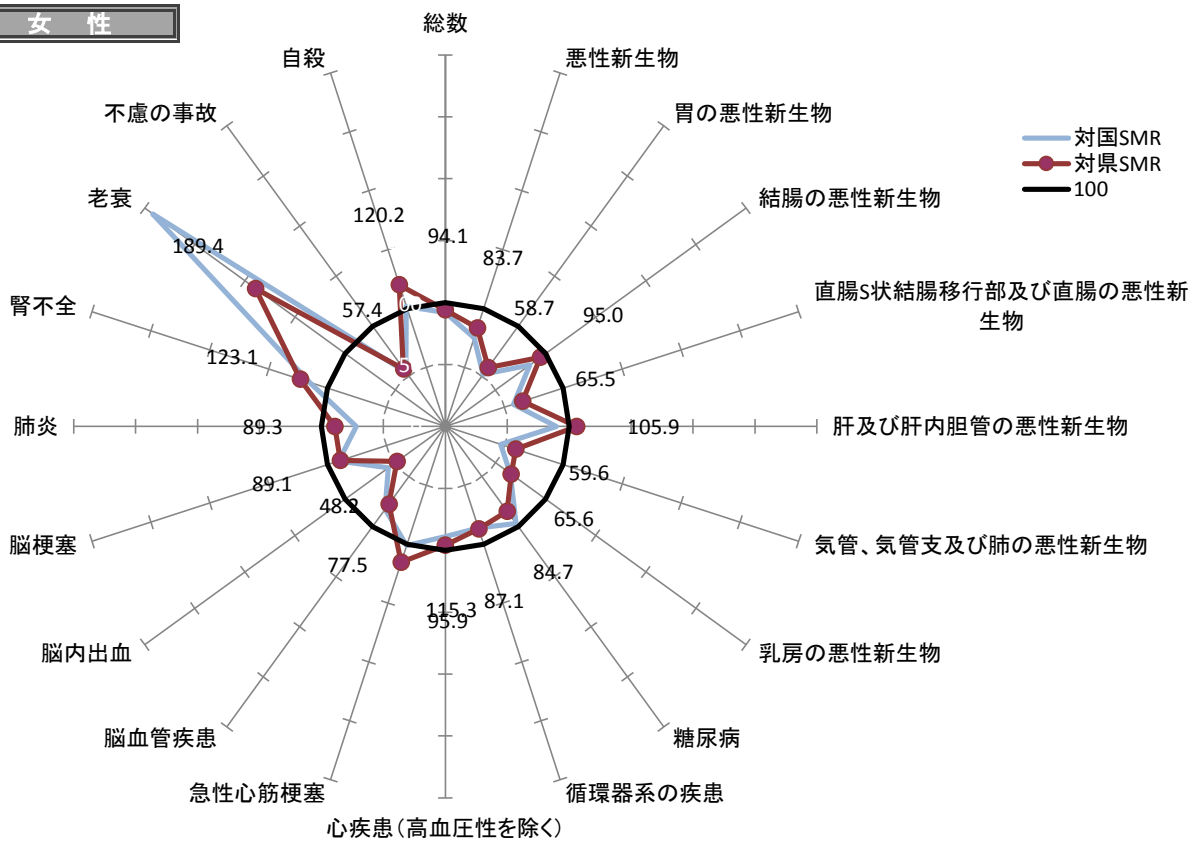 女 性
総数
自殺
悪性新生物
不慮の事故
胃の悪性新生物
対国SMR
対県SMR
100
老衰
結腸の悪性新生物
120.2
94.1
83.7
189.4
57.4
58.7
95.0
腎不全
直腸S状結腸移行部及び直腸の悪性新
生物
123.1
65.5
肺炎
89.3
105.9
肝及び肝内胆管の悪性新生物
89.1
59.6
48.2
65.6
脳梗塞
気管、気管支及び肺の悪性新生物
77.5
84.7
115.3
87.1
95.9
脳内出血
乳房の悪性新生物
脳血管疾患
糖尿病
急性心筋梗塞
循環器系の疾患
心疾患(高血圧性を除く)